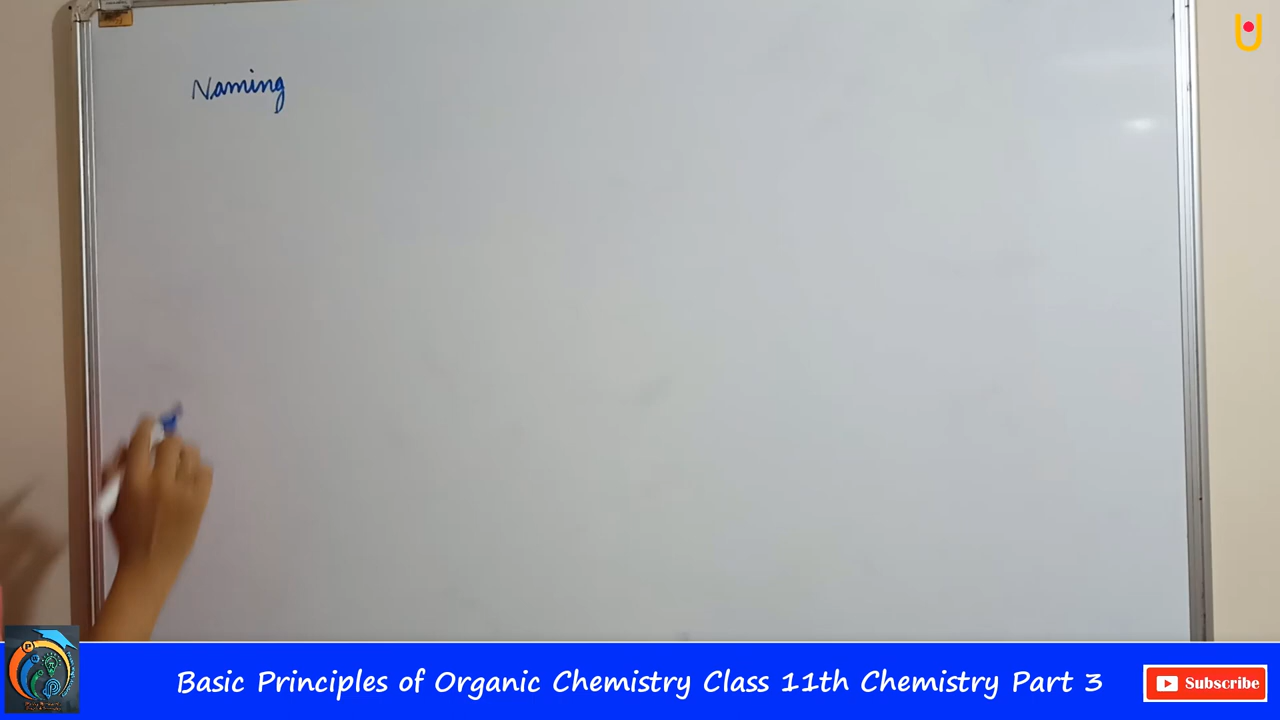 Naming
Basic Principles of Organic Chemistry Class 11th Chemistry Part 3
Subscribe